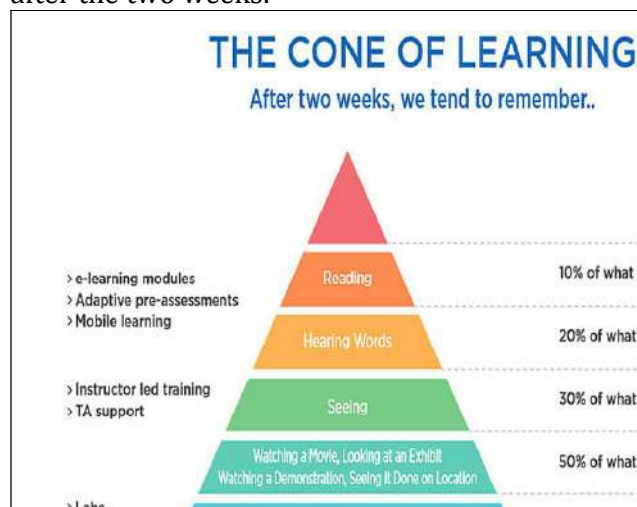 after the two weeks.
THE CONE OF LEARNING
After two weeks, we tend to remember..
> e-learning modules
> Adaptive pre-assessments
> Mobile learning
Reading
10% of what
Hearing Words
20% of what
> Instructor led training
> TA support
Seeing
30% of what
Watching a Movie, Looking at an Exhibit
Watching a Demonstration, Seeing It Done on Location
50% of what
> Labs